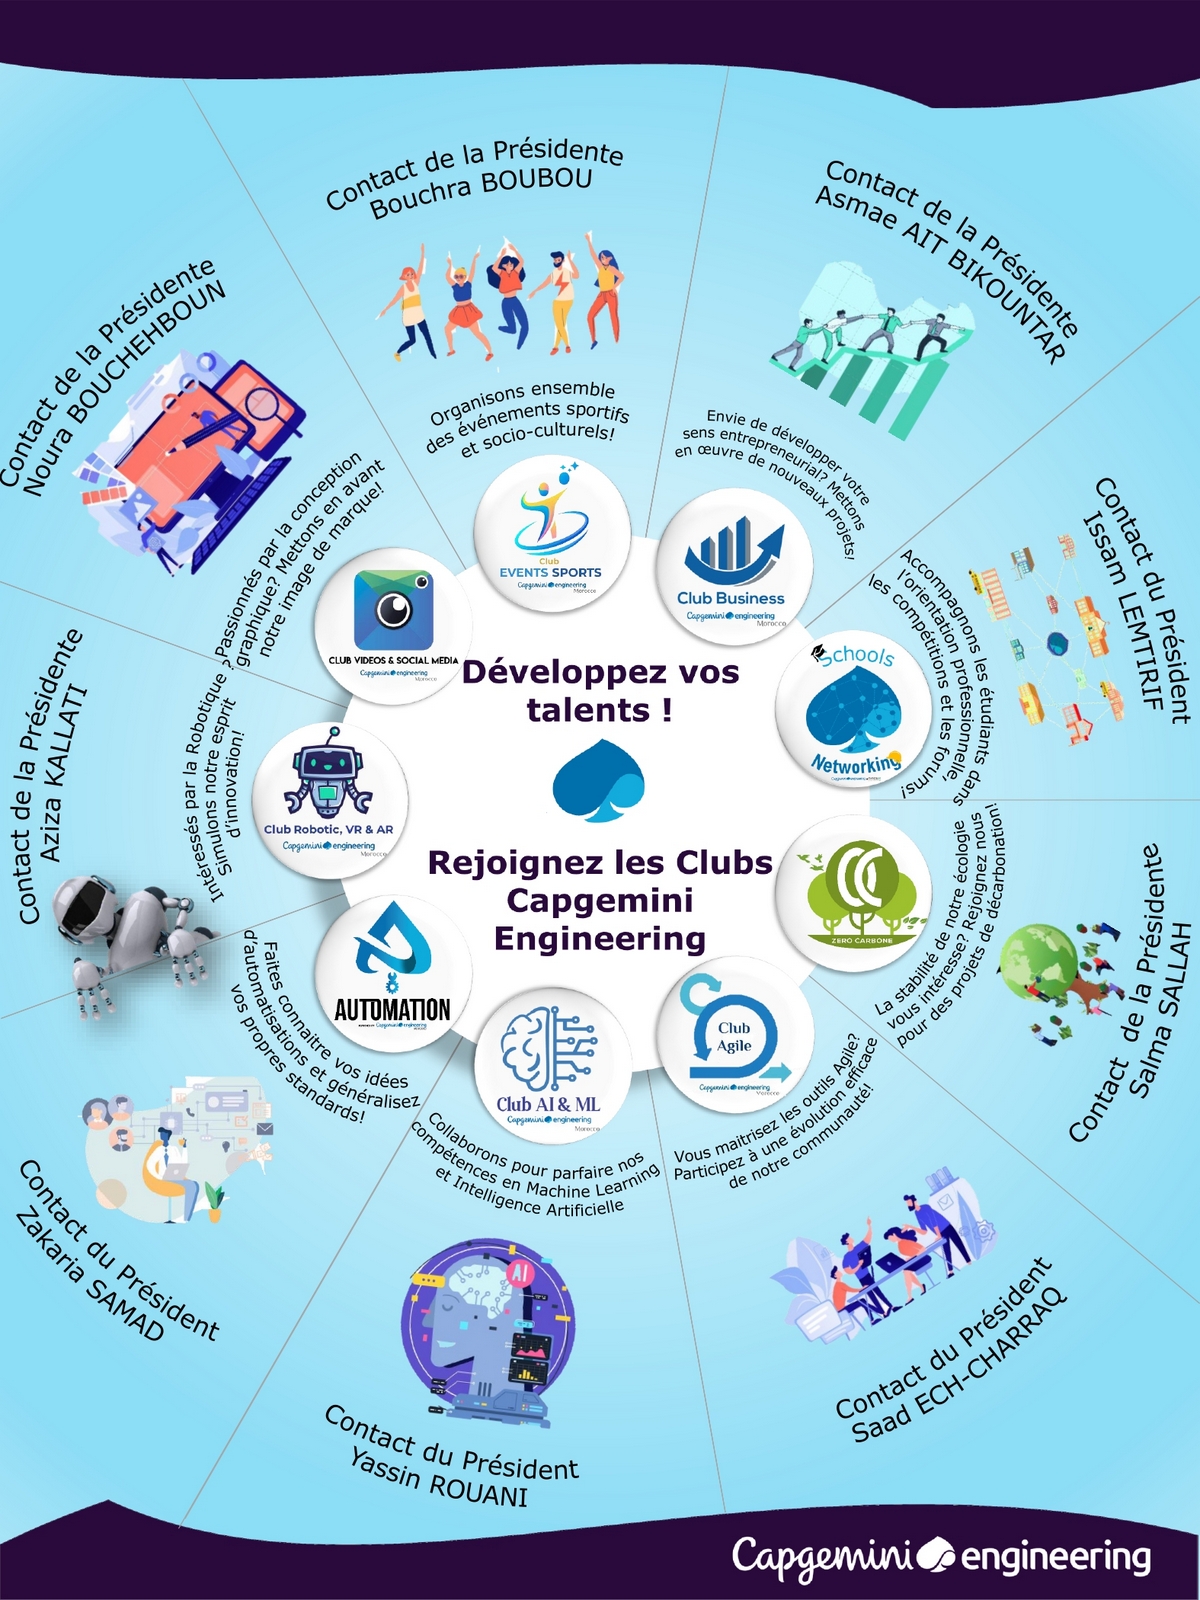 Développez vos
talents !
Rejoignez les Clubs
Capgemini
Engineering
Contact de la Présidente
Bouchra BOUBOU
Organisons ensemble
des événements sportifs
et socio-culturels!
Club
EVENTS SPORTS
Capgemini engineering
Morocco
Contact de la Présidente
Asmae AIT BIKOUNTAR
Envie de développer votre
sens entrepreneurial? Mettons
en œuvre de nouveaux projets!
Club Business
Capgemini engineering
Morocco
Contact du Président
Issam LEMTIRIF
Accompagnons les étudiants dans
l'orientation professionnelle,
les compétitions et les forums!
Schools
Networking
Contact de la Présidente
Salma SALLAH
La stabilité de notre écologie
vous intéresse? Rejoignez nous
pour des projets de décarbonation!
ZERO CARBONE
Contact du Président
Saad ECH-CHARRAQ
Vous maitrisez les outils Agile?
Participez à une évolution efficace
de notre communauté!
Club
Agile
Capgemini engineering
Morocco
Contact du Président
Yassin ROUANI
AI
Collaborons pour parfaire nos
compétences en Machine Learning
et Intelligence Artificielle
Club AI & ML
Capgemini engineering
Morocco
Contact du Président
Zakaria SAMAD
Faites connaitre vos idées
d'automatisations et généralisez
vos propres standards!
AUTOMATION
Capgemini engineering
Contact de la Présidente
Aziza KALLATI
Intéressés par la Robotique ?
Simulons notre esprit
d'innovation!
Club Robotic, VR & AR
Capgemini engineering
Morocco
Contact de la Présidente
Noura BOUCHEHBOUN
Passionnés par la conception
graphique? Mettons en avant
notre image de marque!
CLUB VIDEOS & SOCIAL MEDIA
Capgemini engineering
Morocco
Capgemini engineering